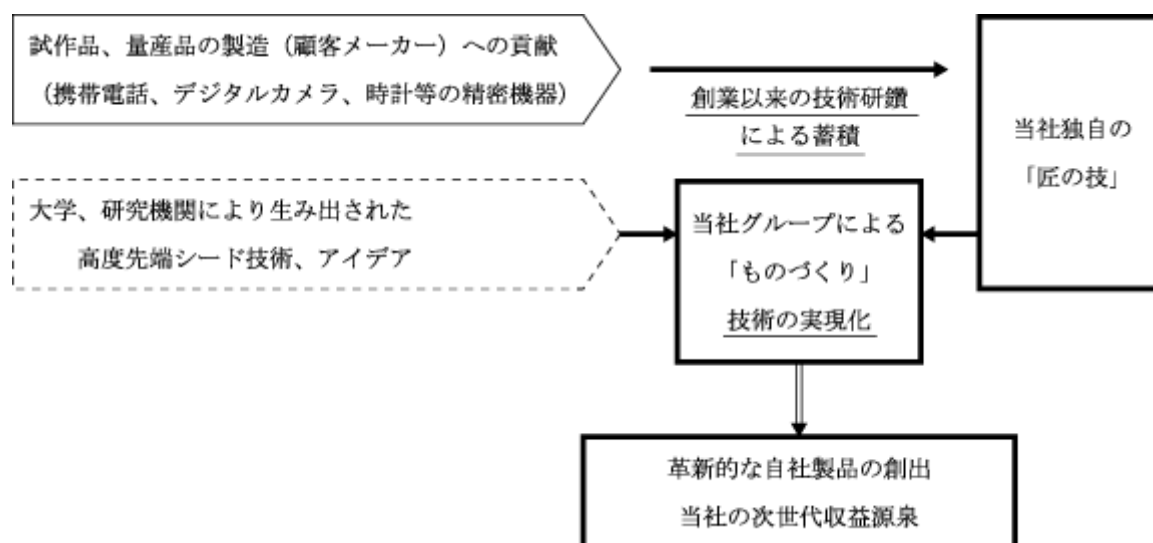 試作品、量産品の製造（顧客メーカー）への貢献
（携帯電話、デジタルカメラ、時計等の精密機器）
創業以来の技術研鑽
による蓄積
当社独自の
「匠の技」
大学、研究機関により生み出された
高度先端シード技術、アイデア
当社グループによる
「ものづくり」
技術の実現化
革新的な自社製品の創出
当社の次世代収益源泉